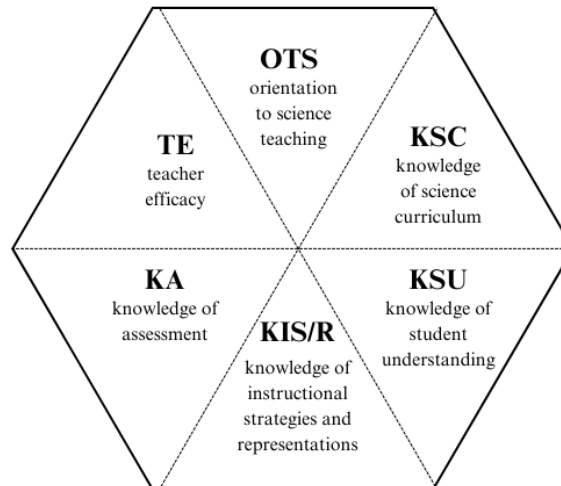 OTS
orientation
to science
teaching
KSC
knowledge
of science
curriculum
TE
teacher
efficacy
KA
knowledge of
assessment
KIS/R
knowledge of
instructional
strategies and
representations
KSU
knowledge of
student
understanding